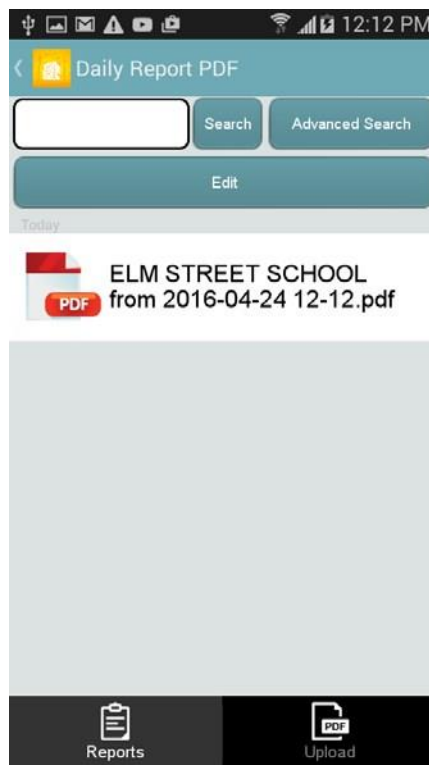 12:12 PM
Daily Report PDF
Search
Advanced Search
Edit
Today
PDF
ELM STREET SCHOOL
from 2016-04-24 12-12.pdf
PDF
Reports
Upload